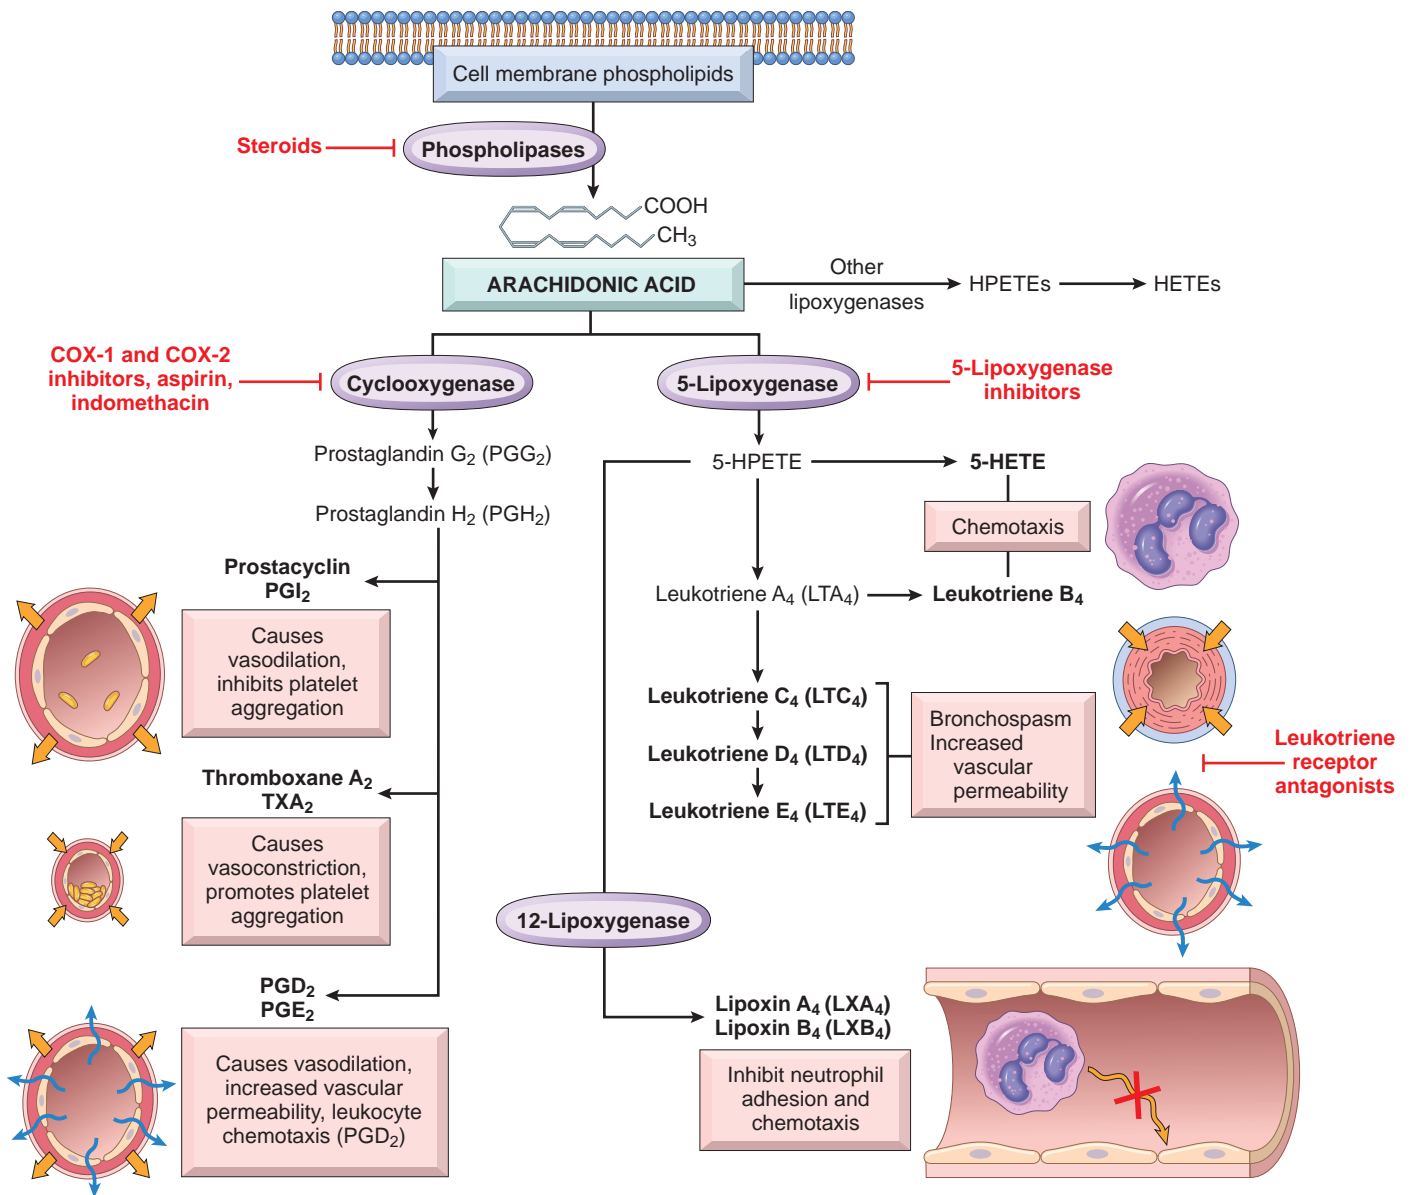 Cell membrane phospholipids
Steroids
Phospholipases
COOH
CH₃
ARACHIDONIC ACID
Other
lipoxygenases
HPETEs
HETEs
COX-1 and COX-2
inhibitors, aspirin,
indomethacin
Cyclooxygenase
5-Lipoxygenase
5-Lipoxygenase
inhibitors
Prostaglandin G₂ (PGG₂)
5-HPETE
5-HETE
Prostaglandin H₂ (PGH₂)
Chemotaxis
Prostacyclin
PGI₂
Leukotriene A₄ (LTA₄)
Leukotriene B₄
Causes
vasodilation,
inhibits platelet
aggregation
Leukotriene C₄ (LTC₄)
Leukotriene D₄ (LTD₄)
Leukotriene E₄ (LTE₄)
Bronchospasm
Increased
vascular
permeability
Leukotriene
receptor
antagonists
Thromboxane A₂
TXA₂
Causes
vasoconstriction,
promotes platelet
aggregation
12-Lipoxygenase
PGD₂
PGE₂
Lipoxin A₄ (LXA₄)
Lipoxin B₄ (LXB₄)
Causes vasodilation,
increased vascular
permeability, leukocyte
chemotaxis (PGD₂)
Inhibit neutrophil
adhesion and
chemotaxis